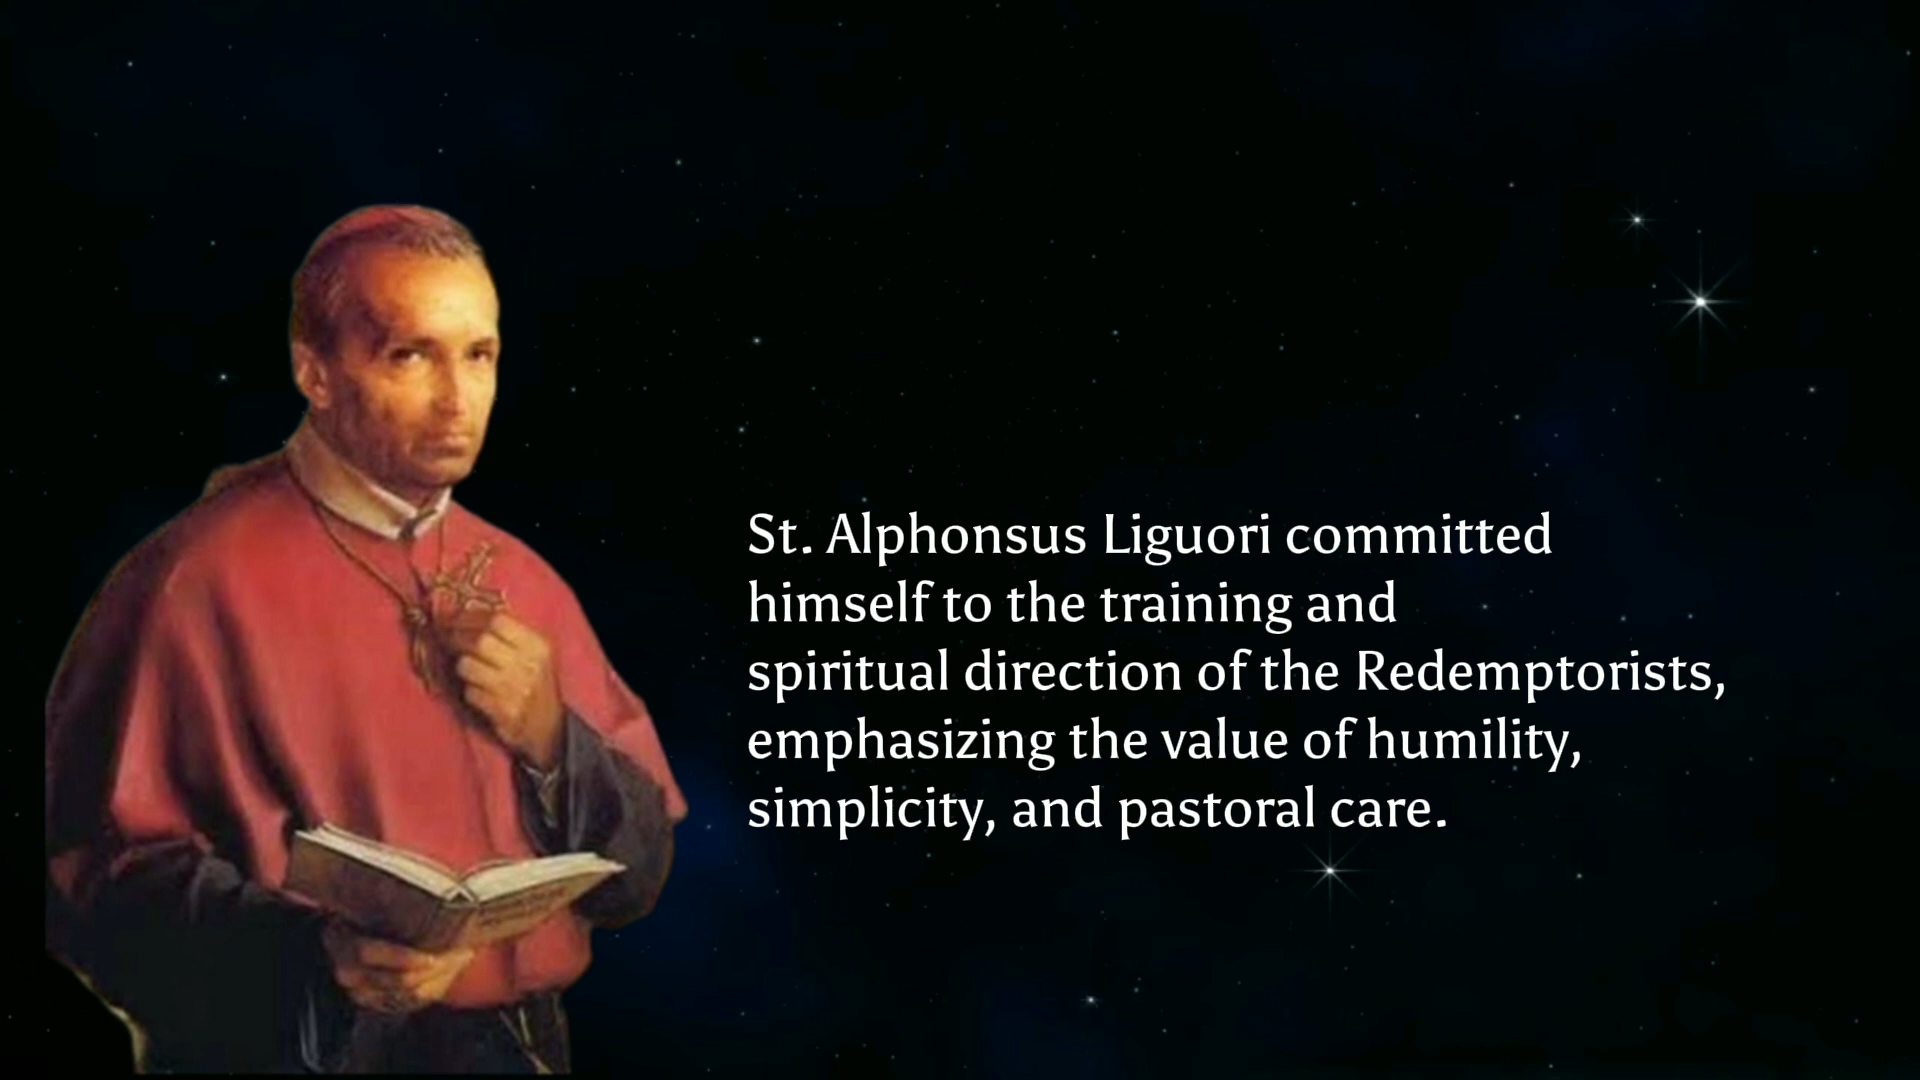 St. Alphonsus Liguori committed
himself to the training and
spiritual direction of the Redemptorists,
emphasizing the value of humility,
simplicity, and pastoral care.